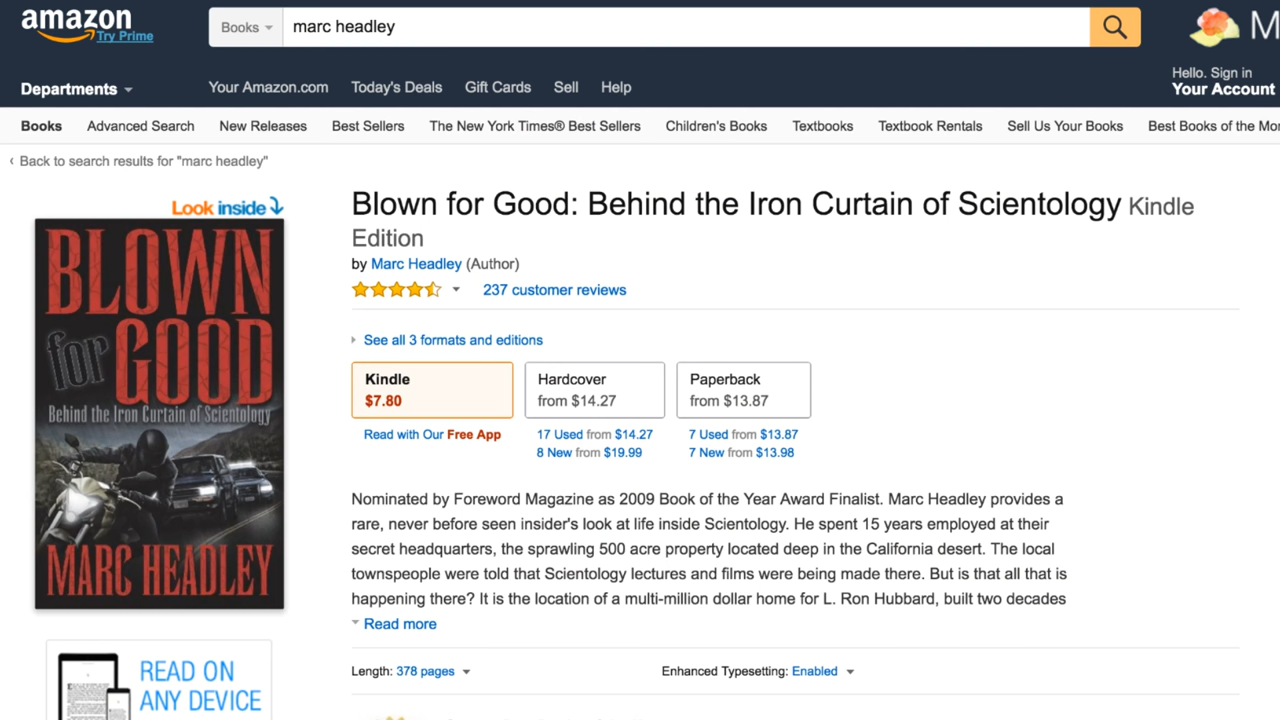 amazon
Try Prime
Books
marc headley
M
Departments
Your Amazon.com Today's Deals Gift Cards Sell Help
Hello. Sign in
Your Account
Books Advanced Search New Releases Best Sellers The New York Times® Best Sellers Children's Books Textbooks Textbook Rentals Sell Us Your Books Best Books of the Mor
‹ Back to search results for "marc headley"
Look inside
BLOWN
for GOOD
Behind the Iron Curtain of Scientology
MARC HEADLEY
READ ON
ANY DEVICE
Blown for Good: Behind the Iron Curtain of Scientology Kindle
Edition
by Marc Headley (Author)
237 customer reviews
See all 3 formats and editions
Kindle
$7.80
Read with Our Free App
Hardcover
from $14.27
17 Used from $14.27
8 New from $19.99
Paperback
from $13.87
7 Used from $13.87
7 New from $13.98
Nominated by Foreword Magazine as 2009 Book of the Year Award Finalist. Marc Headley provides a
rare, never before seen insider's look at life inside Scientology. He spent 15 years employed at their
secret headquarters, the sprawling 500 acre property located deep in the California desert. The local
townspeople were told that Scientology lectures and films were being made there. But is that all that is
happening there? It is the location of a multi-million dollar home for L. Ron Hubbard, built two decades
Read more
Length: 378 pages
Enhanced Typesetting: Enabled